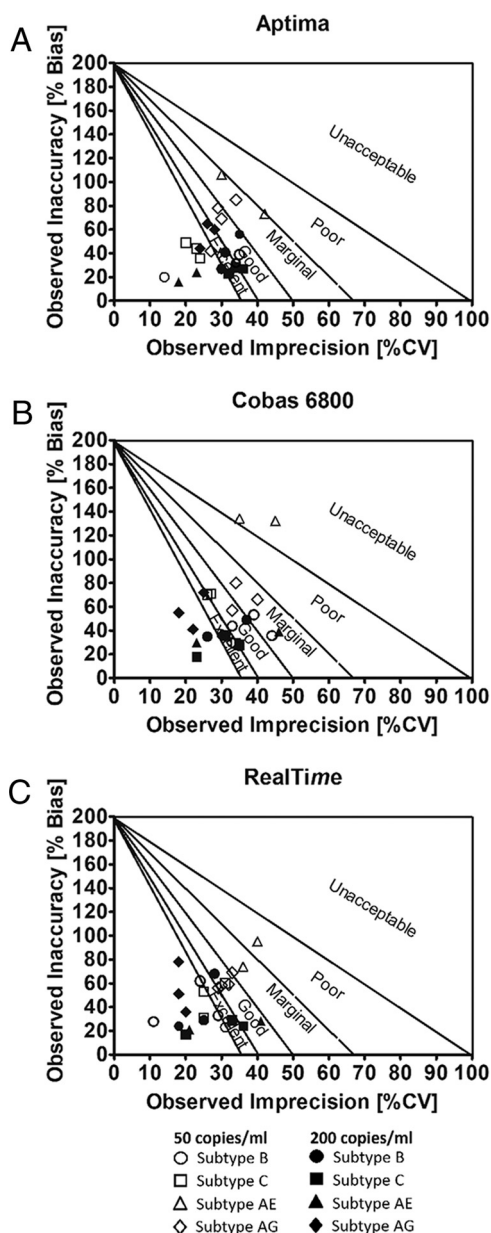 A
Aptima
Observed Inaccuracy [% Bias]
200
180
160
140
120
100
80
60
40
20
0
Unacceptable
Poor
Marginal
Good
0 10 20 30 40 50 60 70 80 90 100
Observed Imprecision [%CV]
B
Cobas 6800
Observed Inaccuracy [% Bias]
200
180
160
140
120
100
80
60
40
20
0
Unacceptable
Poor
Marginal
Good
0 10 20 30 40 50 60 70 80 90 100
Observed Imprecision [%CV]
C
RealTime
Observed Inaccuracy [% Bias]
200
180
160
140
120
100
80
60
40
20
0
Unacceptable
Poor
Marginal
Good
0 10 20 30 40 50 60 70 80 90 100
Observed Imprecision [%CV]
50 copies/ml 200 copies/ml
Subtype B Subtype B
Subtype C Subtype C
Subtype AE Subtype AE
Subtype AG Subtype AG